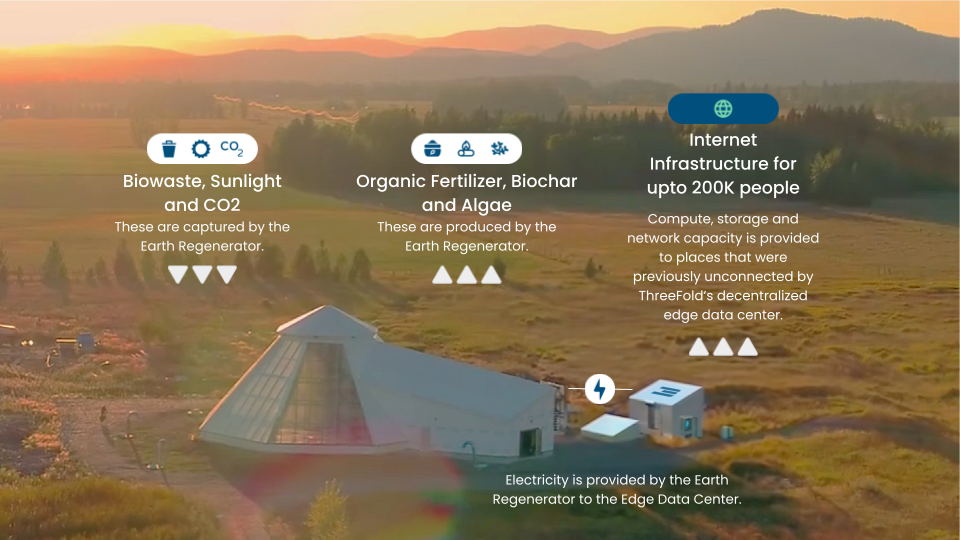 CO2
Biowaste, Sunlight
and CO2
These are captured by the
Earth Regenerator.
Organic Fertilizer, Biochar
and Algae
These are produced by the
Earth Regenerator.
Internet
Infrastructure for
upto 200K people
Compute, storage and
network capacity is provided
to places that were
previously unconnected by
ThreeFold's decentralized
edge data center.
Electricity is provided by the Earth
Regenerator to the Edge Data Center.